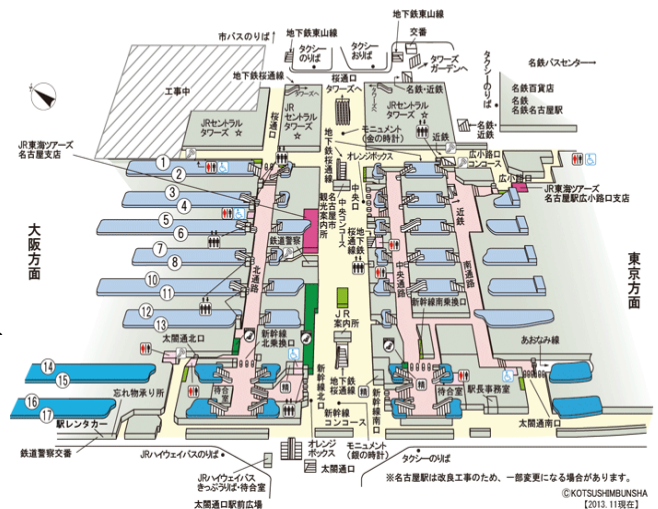 市バスのりば
地下鉄東山線
タクシー
のりば
タクシー
おりば
地下鉄東山線
交番
タワーズ
ガーデンへ
タクシーのりば
名鉄バスセンター
名鉄百貨店
名鉄
名鉄名古屋駅
工事中
地下鉄桜通線
桜通口
タワーズへ
名鉄・近鉄
JRセントラル
タワーズ ☆
桜通口
JR
セントラル
タワーズ
☆
JRセントラル
タワーズ ☆
モニュメント
(金の時計)
近鉄
名鉄・
近鉄
JR東海ツアーズ
名古屋支店
地下鉄
桜通線
オレンジボックス
広小路口
コンコース
広小路口
JR東海ツアーズ
名古屋駅広小路口支店
①
②
③
④
⑤
⑥
⑦
⑧
⑩
⑪
⑫
⑬
⑭
⑮
⑯
⑰
大阪方面
東京方面
名古屋市
観光案内所
中央コンコース
中央口
地下鉄
桜通線
近鉄
鉄道警察
北通路
中央通路
南通路
新幹線南乗換口
JR
案内所
あおなみ線
太閤通北口
新幹線
北乗換口
待合室
精
新幹線北口
地下鉄
桜通線
新幹線
コンコース
新幹線南口
精
待合室
駅長事務室
太閤通南口
忘れ物承り所
駅レンタカー
鉄道警察交番
JRハイウェイバスのりば
オレンジ
ボックス
モニュメント
(銀の時計)
タクシーのりば
太閤通口
JRハイウェイバス
きっぷうりば・待合室
太閤通口駅前広場
※名古屋駅は改良工事のため、一部変更になる場合があります。
©KOTSUSHIMBUNSHA
【2013.11現在】